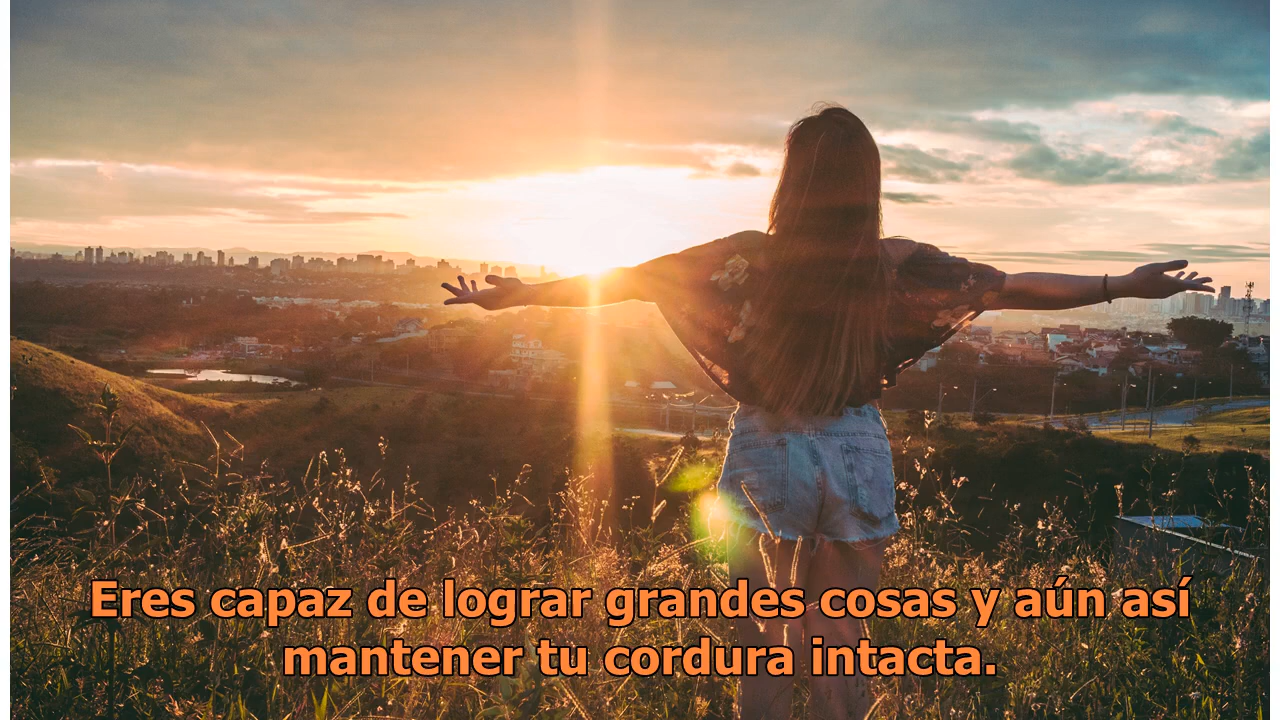 Eres capaz de lograr grandes cosas y aún así
mantener tu cordura intacta.